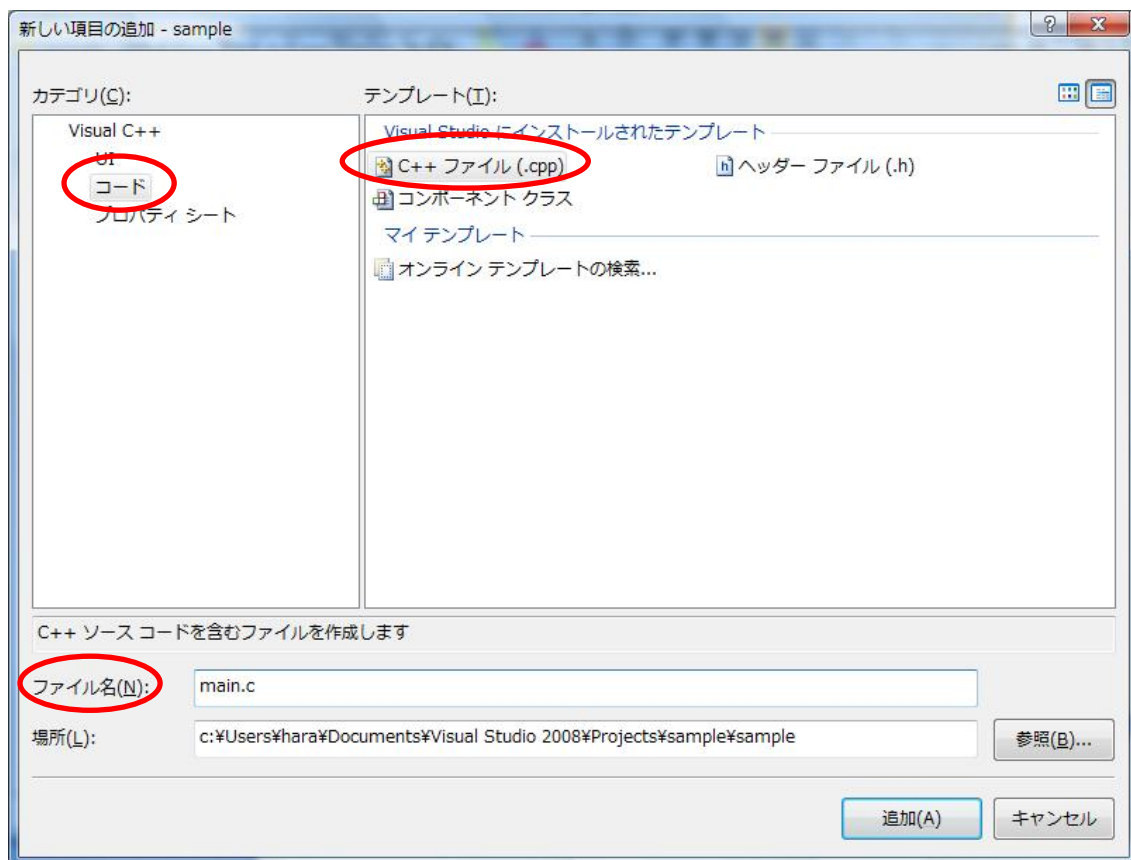 新しい項目の追加 - sample
カテゴリ(C): テンプレート(T):
Visual C++
UI
コード
プロパティ シート
Visual Studio にインストールされたテンプレート
C++ ファイル (.cpp) ヘッダー ファイル (.h)
コンポーネント クラス
マイ テンプレート
オンライン テンプレートの検索...
C++ ソース コードを含むファイルを作成します
ファイル名(N): main.c
場所(L): c:¥Users¥hara¥Documents¥Visual Studio 2008¥Projects¥sample¥sample 参照(B)...
追加(A) キャンセル